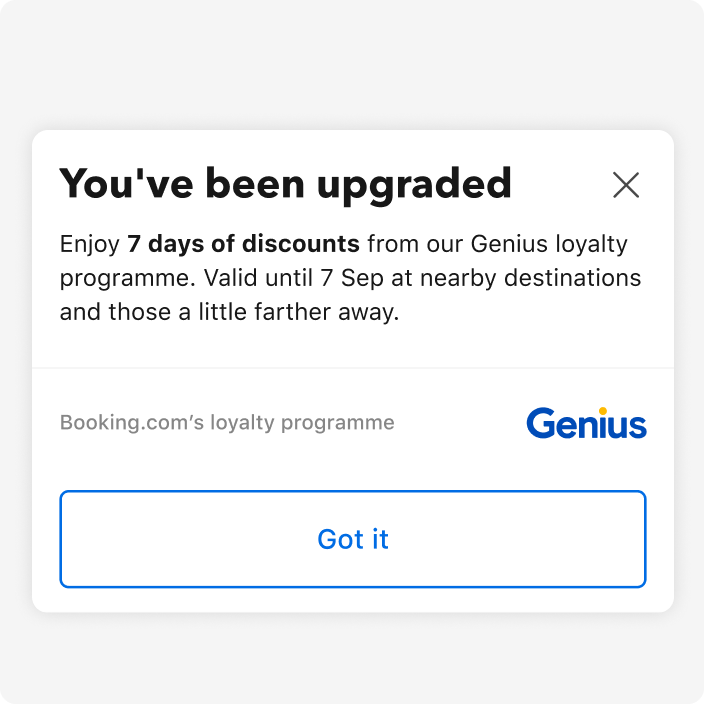 You've been upgraded
Enjoy 7 days of discounts from our Genius loyalty
programme. Valid until 7 Sep at nearby destinations
and those a little farther away.
Booking.com’s loyalty programme
Genius
Got it